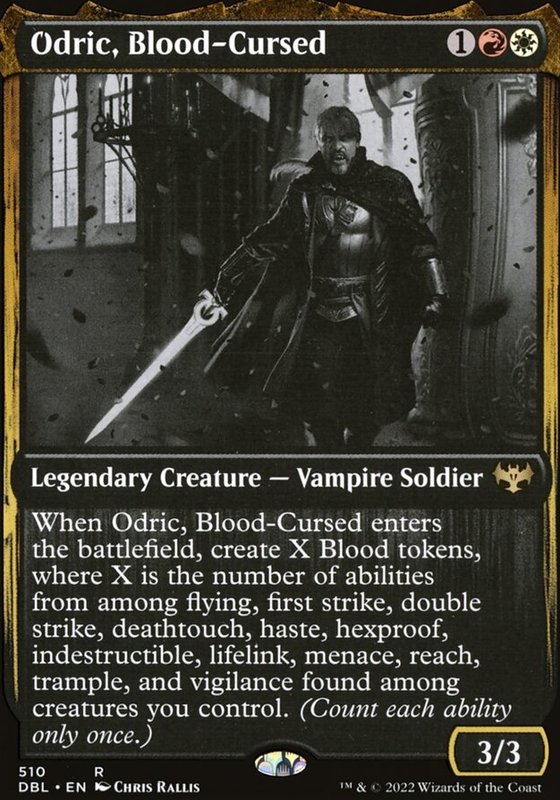 Odric, Blood-Cursed 1
Legendary Creature — Vampire Soldier
When Odric, Blood-Cursed enters
the battlefield, create X Blood tokens,
where X is the number of abilities
from among flying, first strike, double
strike, deathtouch, haste, hexproof,
indestructible, lifelink, menace, reach,
trample, and vigilance found among
creatures you control. (Count each ability
only once.)
3/3
510 R
DBL • EN Chris Rallis ™ & © 2022 Wizards of the Coast